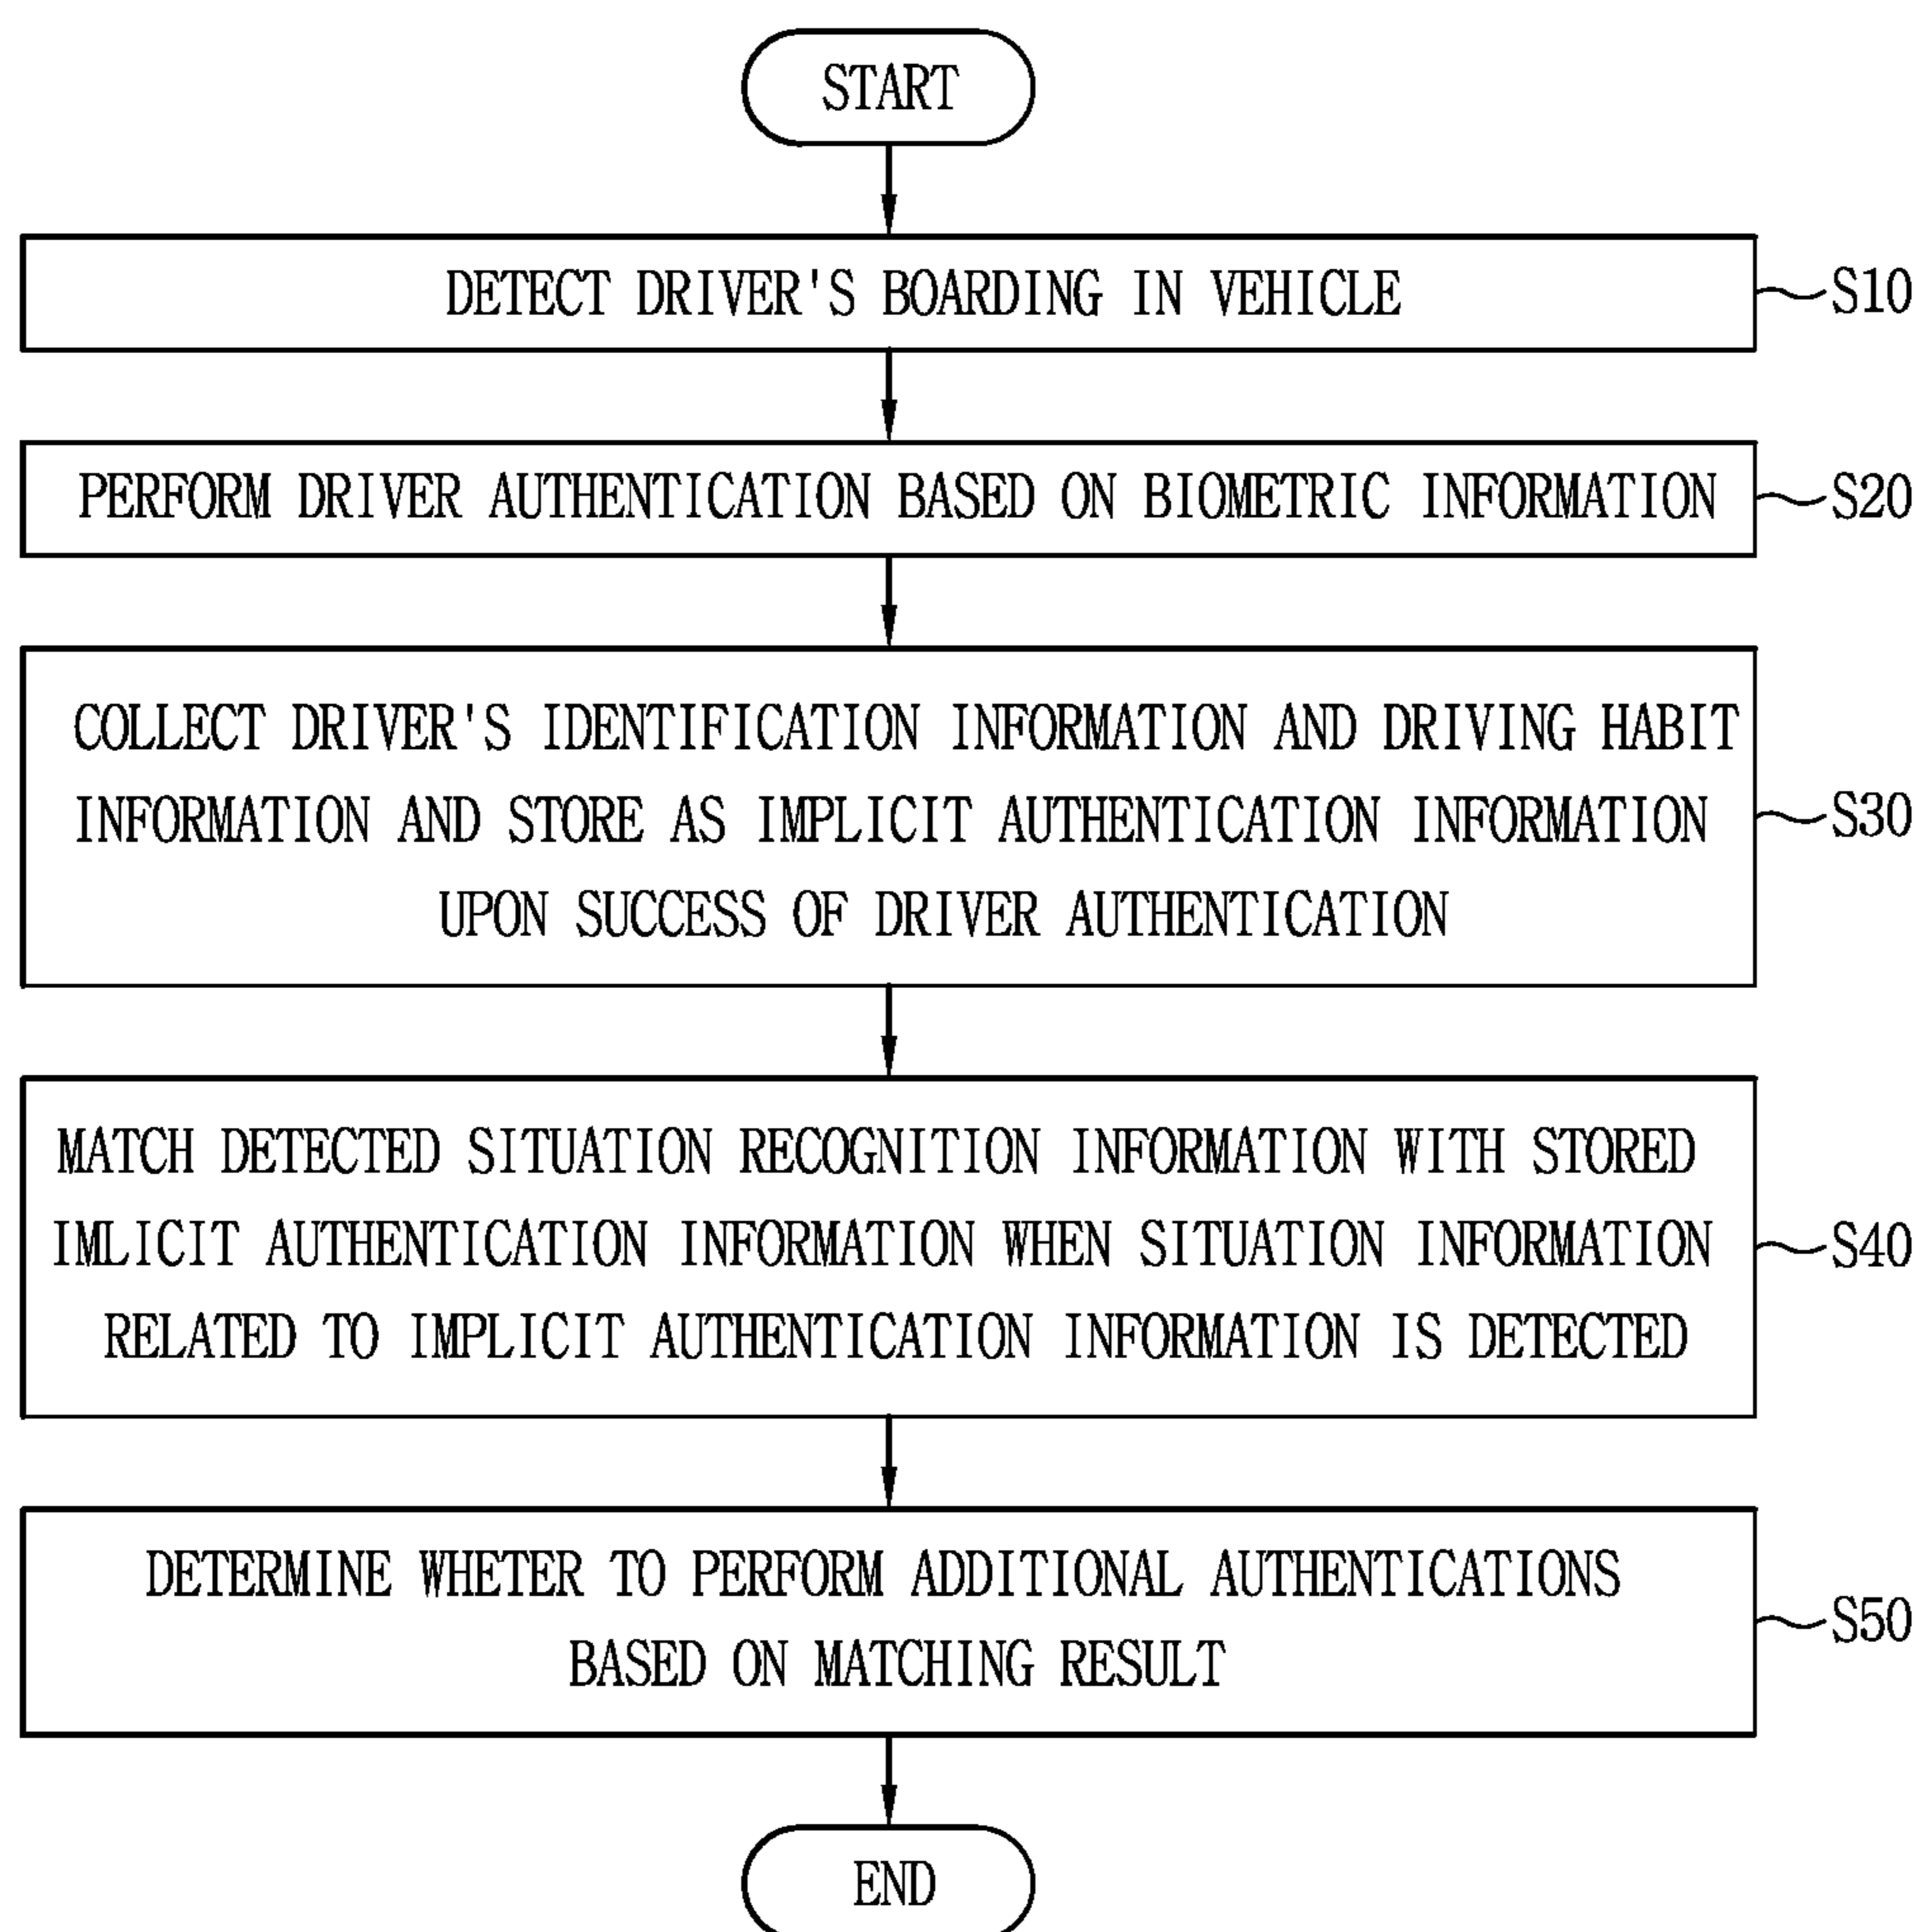 START
DETECT DRIVER'S BOARDING IN VEHICLE
S10
PERFORM DRIVER AUTHENTICATION BASED ON BIOMETRIC INFORMATION
S20
COLLECT DRIVER'S IDENTIFICATION INFORMATION AND DRIVING HABIT
INFORMATION AND STORE AS IMPLICIT AUTHENTICATION INFORMATION
UPON SUCCESS OF DRIVER AUTHENTICATION
S30
MATCH DETECTED SITUATION RECOGNITION INFORMATION WITH STORED
IMLICIT AUTHENTICATION INFORMATION WHEN SITUATION INFORMATION
RELATED TO IMPLICIT AUTHENTICATION INFORMATION IS DETECTED
S40
DETERMINE WHETER TO PERFORM ADDITIONAL AUTHENTICATIONS
BASED ON MATCHING RESULT
S50
END